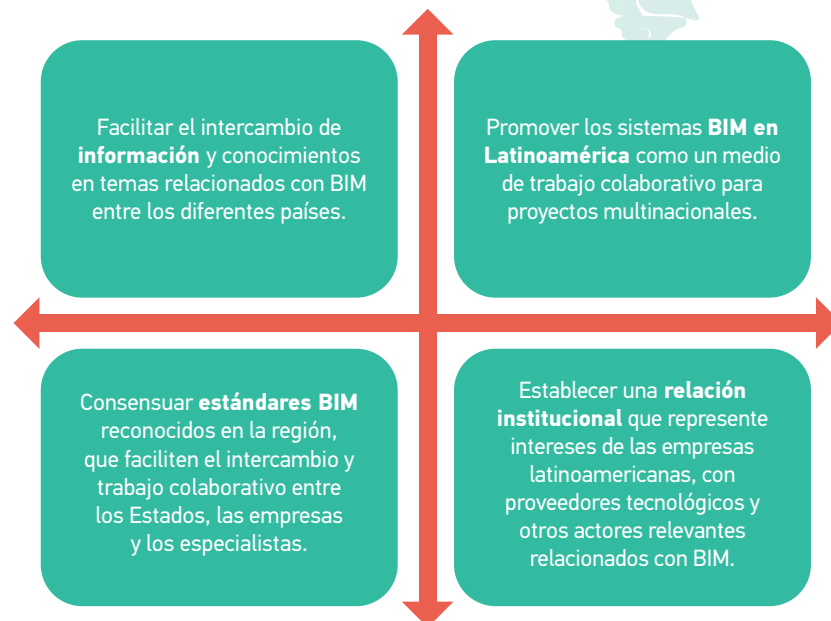 Facilitar el intercambio de
información y conocimientos
en temas relacionados con BIM
entre los diferentes países.
Promover los sistemas BIM en
Latinoamérica como un medio
de trabajo colaborativo para
proyectos multinacionales.
Consensuar estándares BIM
reconocidos en la región,
que faciliten el intercambio y
trabajo colaborativo entre
los Estados, las empresas
y los especialistas.
Establecer una relación
institucional que represente
intereses de las empresas
latinoamericanas, con
proveedores tecnológicos y
otros actores relevantes
relacionados con BIM.